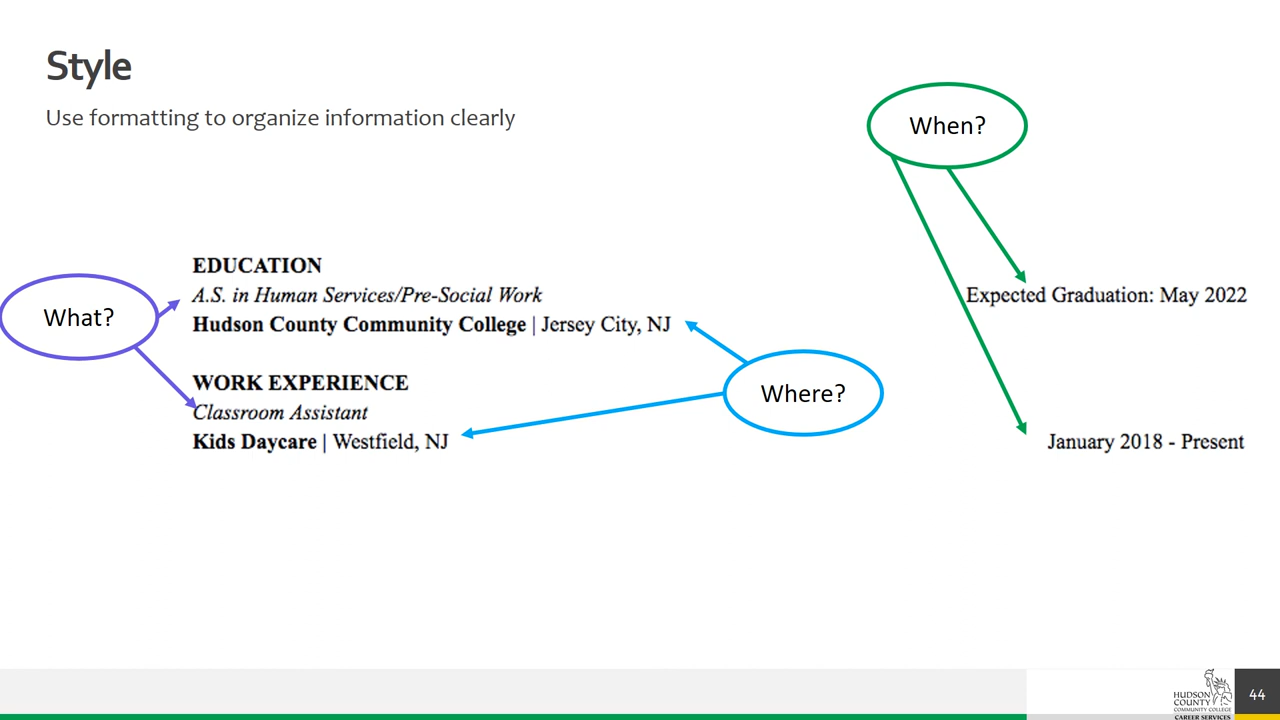 Style
Use formatting to organize information clearly
When?
What?
EDUCATION
A.S. in Human Services/Pre-Social Work
Expected Graduation: May 2022
Hudson County Community College | Jersey City, NJ
Where?
WORK EXPERIENCE
Classroom Assistant
Kids Daycare | Westfield, NJ
January 2018 - Present
HUDSON
COUNTY
COMMUNITY COLLEGE
CAREER SERVICES
44